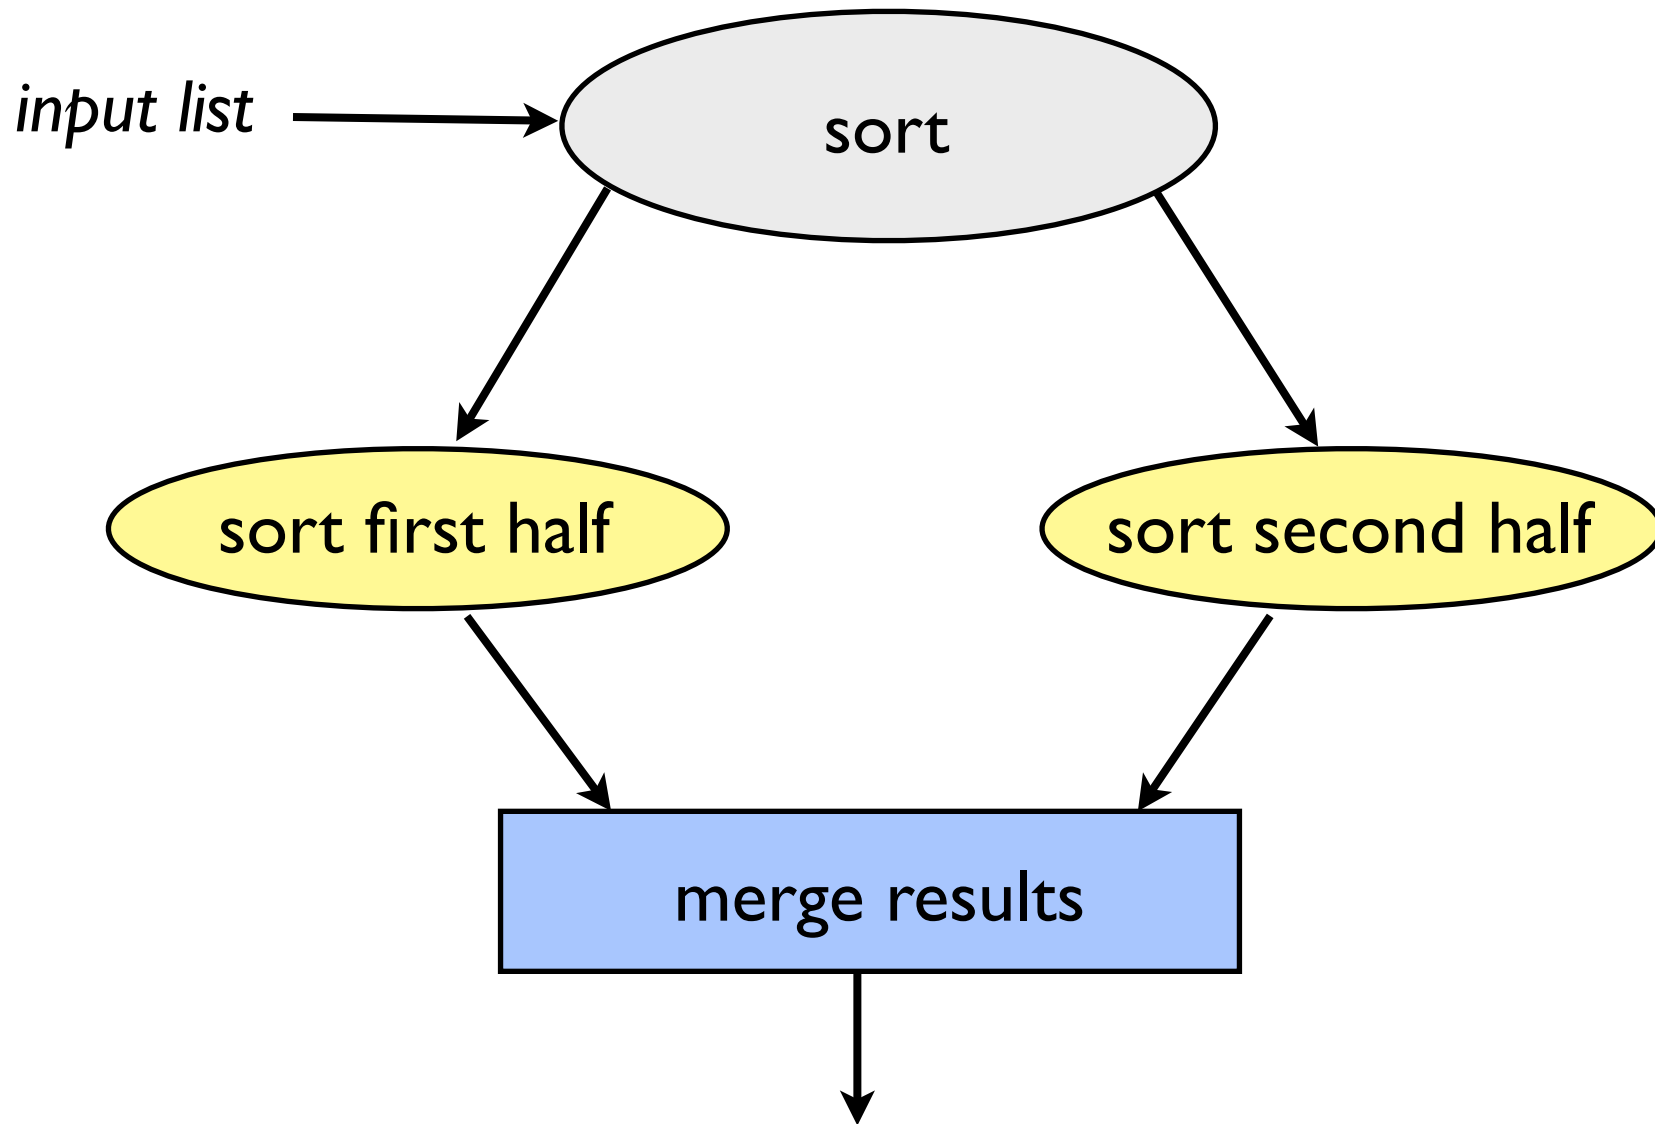 input list
sort
sort first half
sort second half
merge results